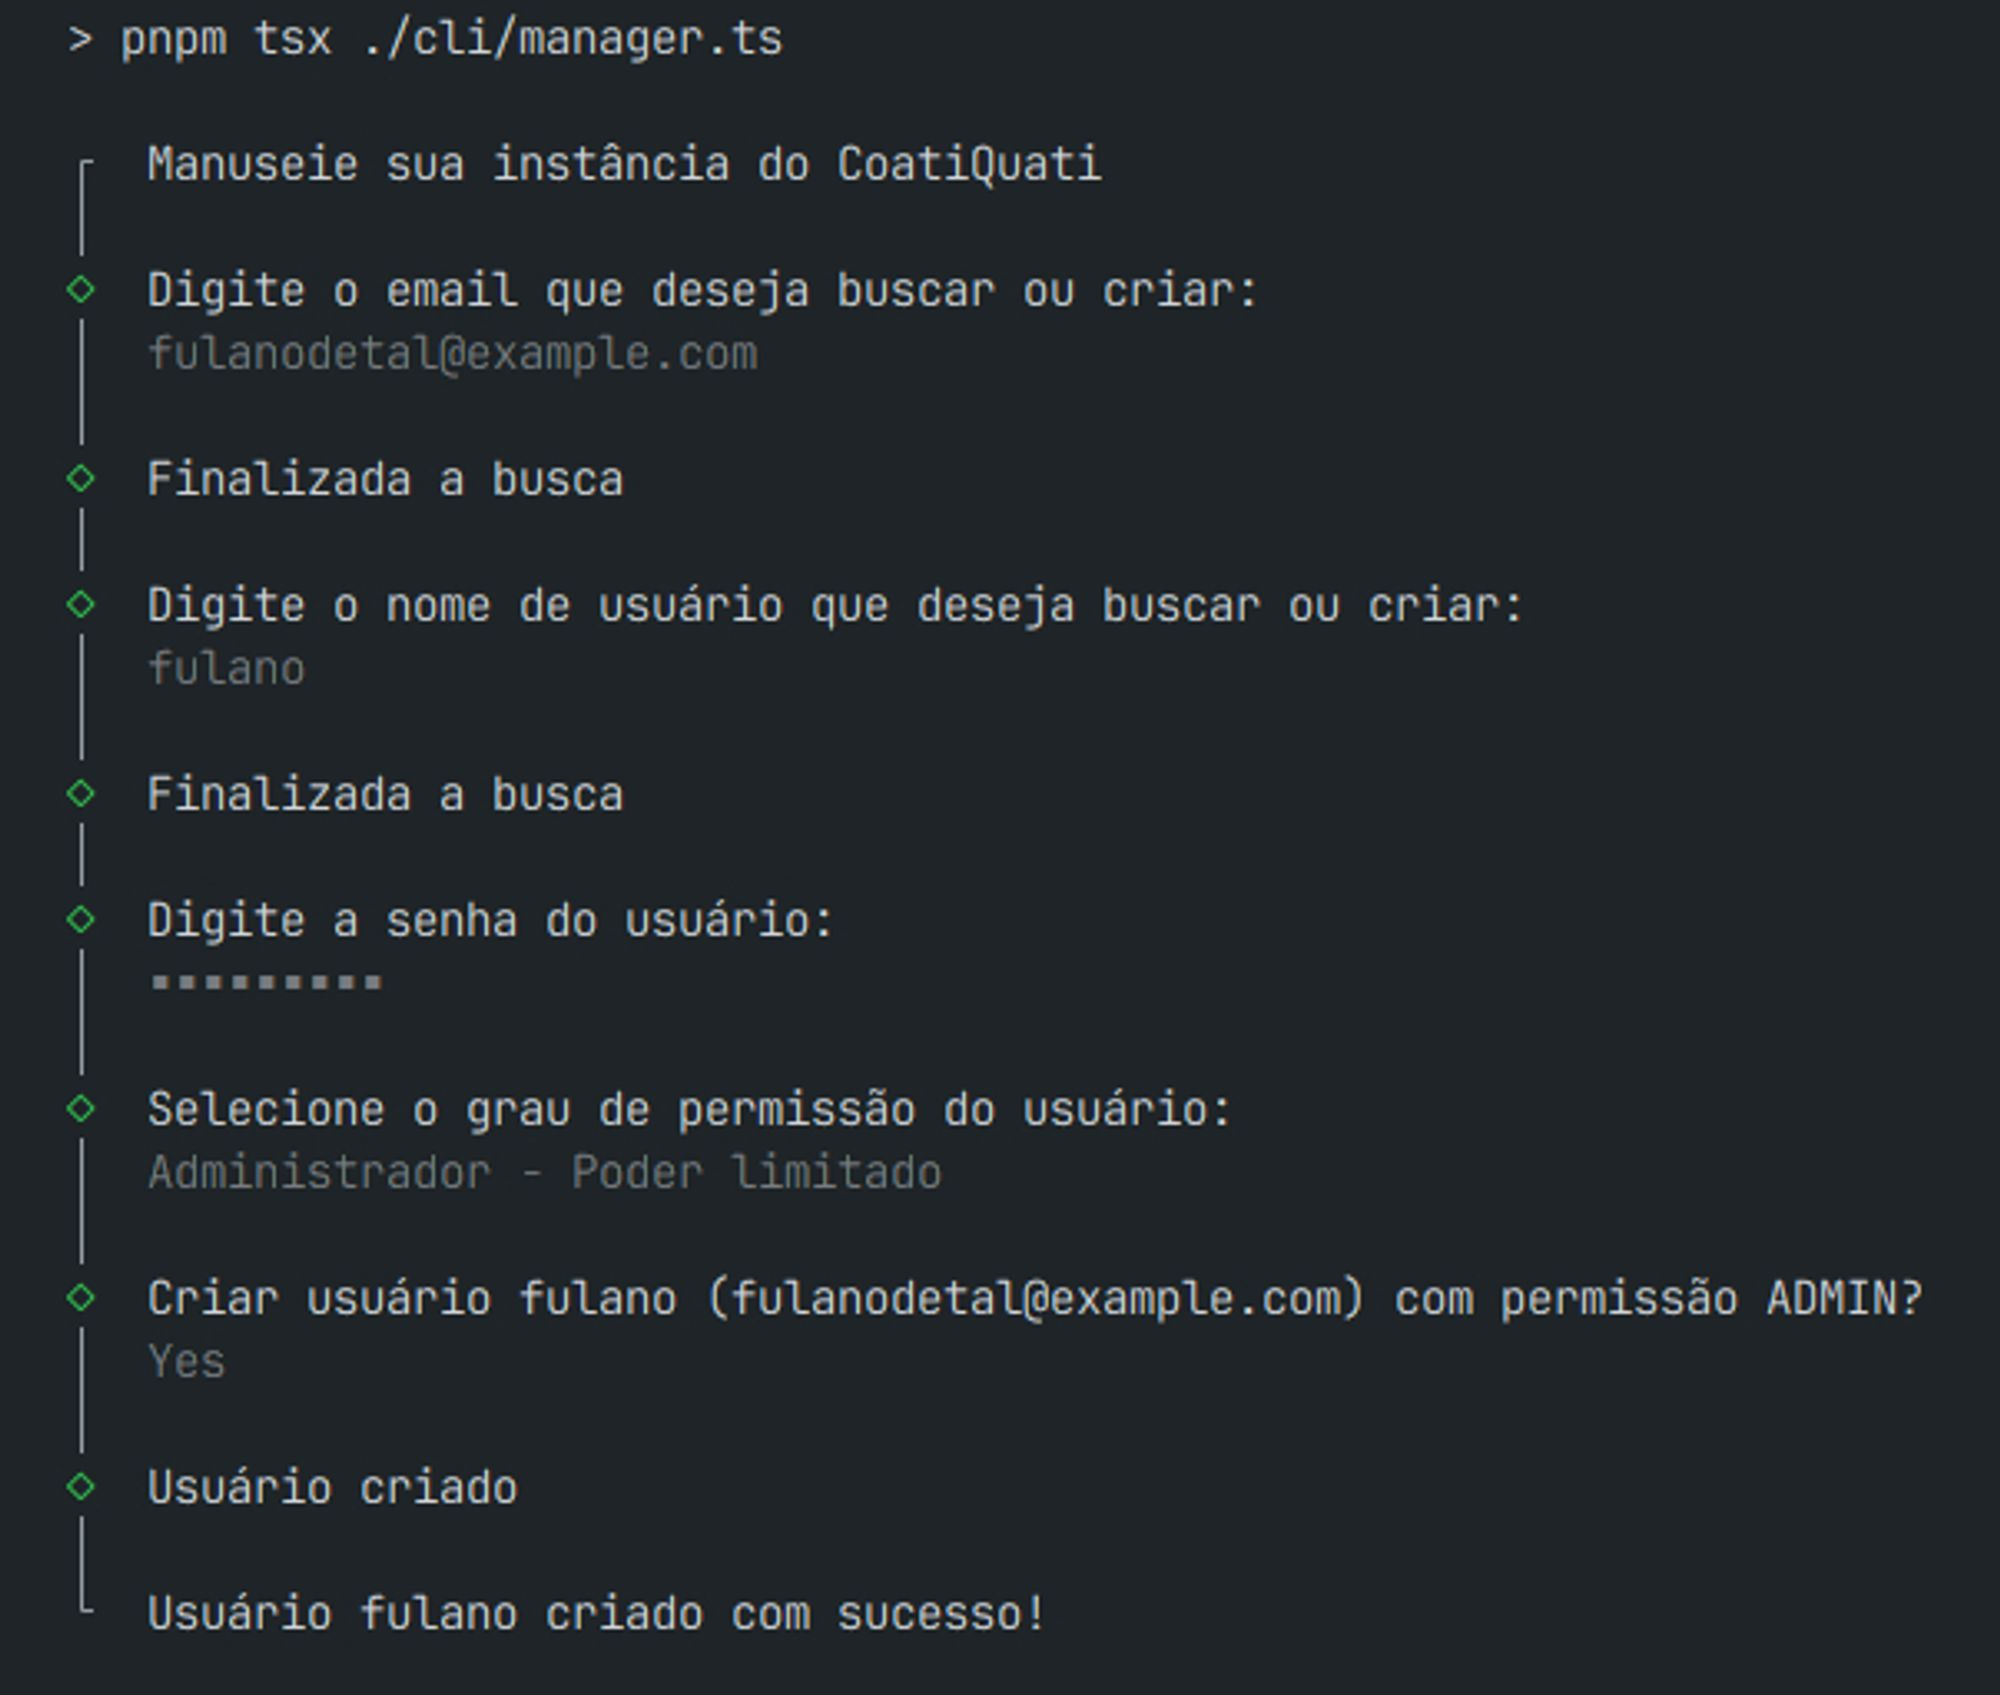 > pnpm tsx ./cli/manager.ts
Manuseie sua instância do CoatiQuati
Digite o email que deseja buscar ou criar:
fulanodetal@example.com
Finalizada a busca
Digite o nome de usuário que deseja buscar ou criar:
fulano
Finalizada a busca
Digite a senha do usuário:
▪▪▪▪▪▪▪▪▪
Selecione o grau de permissão do usuário:
Administrador - Poder limitado
Criar usuário fulano (fulanodetal@example.com) com permissão ADMIN?
Yes
Usuário criado
Usuário fulano criado com sucesso!